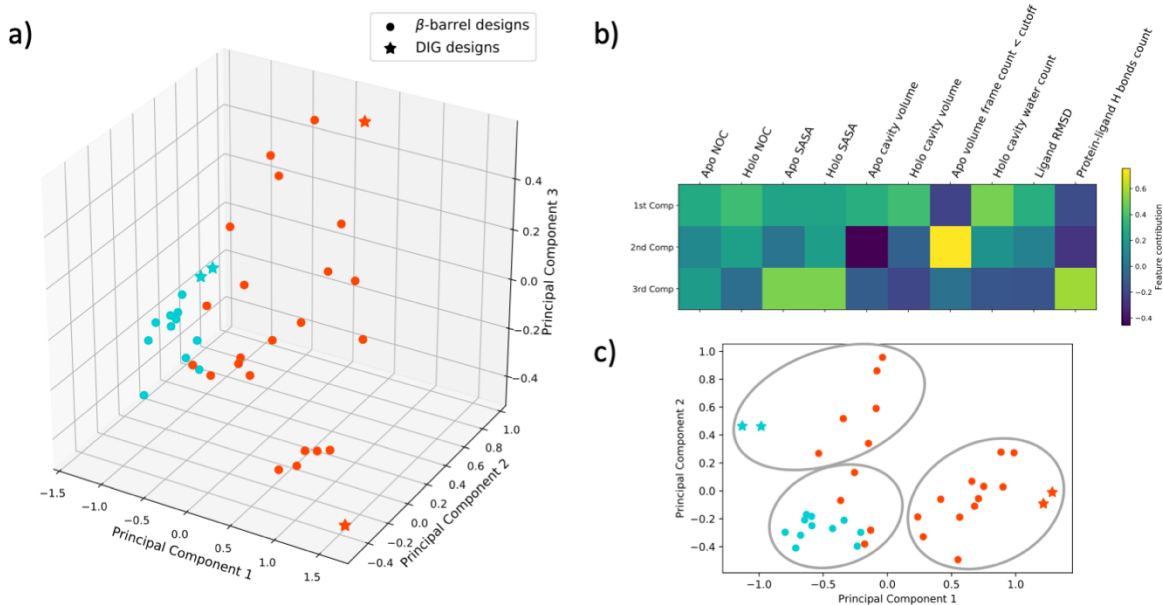 a)
β-barrel designs
DIG designs
0.4
0.2
0.0
−0.2
−0.4
Principal Component 3
−1.5
−1.0
−0.5
0.0
0.5
1.0
1.5
Principal Component 1
−0.4
−0.2
0.0
0.2
0.4
0.6
0.8
1.0
Principal Component 2
b)
Apo NOC
Holo NOC
Apo SASA
Holo SASA
Apo cavity volume
Holo cavity volume
Apo volume frame count < cutoff
Holo cavity water count
Ligand RMSD
Protein-ligand H bonds count
1st Comp
2nd Comp
3rd Comp
0.6
0.4
0.2
0.0
−0.2
−0.4
Feature contribution
c)
1.0
0.8
0.6
0.4
0.2
0.0
−0.2
−0.4
Principal Component 2
−1.0
−0.5
0.0
0.5
1.0
Principal Component 1